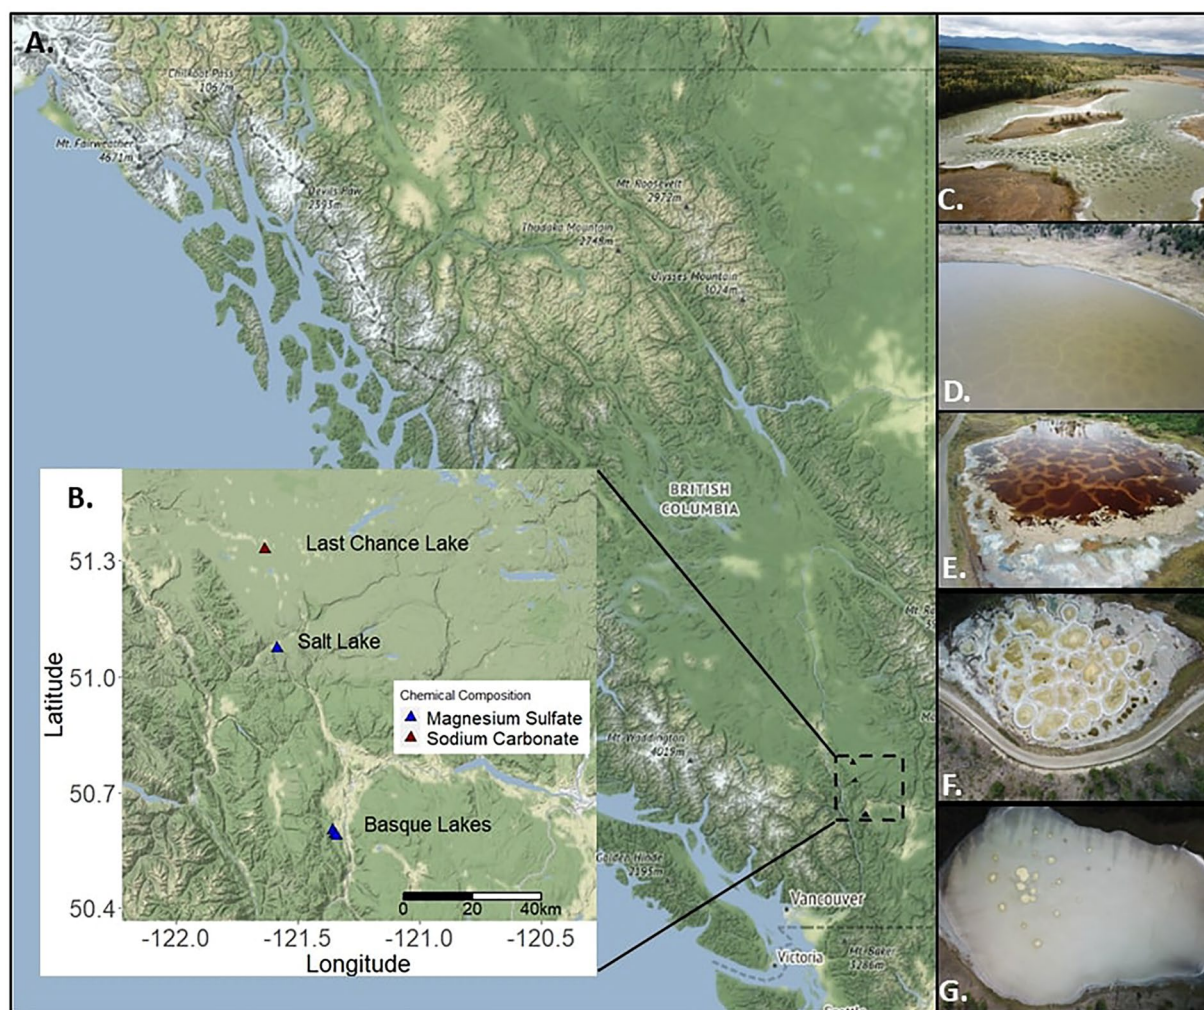 A.
Chilkoot Pass
1067m
Mt. Fairweather
4671m
Devils Paw
2593m
Mt. Roosevelt
2972m
Thudaka Mountain
2748m
Ulysses Mountain
3024m
BRITISH
COLUMBIA
Mt. Waddington
4019m
Golden Hinde
2195m
Vancouver
Victoria
Mt. Baker
3286m
B.
Last Chance Lake
Salt Lake
Basque Lakes
Chemical Composition
Magnesium Sulfate
Sodium Carbonate
51.3
51.0
50.7
50.4
Latitude
0 20 40km
-122.0 -121.5 -121.0 -120.5
Longitude
C.
D.
E.
F.
G.